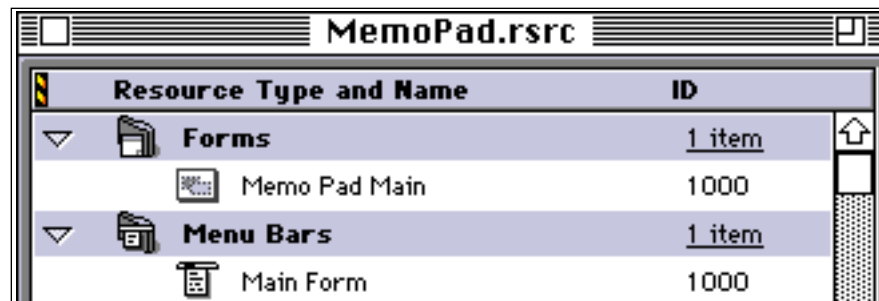 MemoPad.rsrc
Resource Type and Name ID
Forms 1 item
Memo Pad Main 1000
Menu Bars 1 item
Main Form 1000